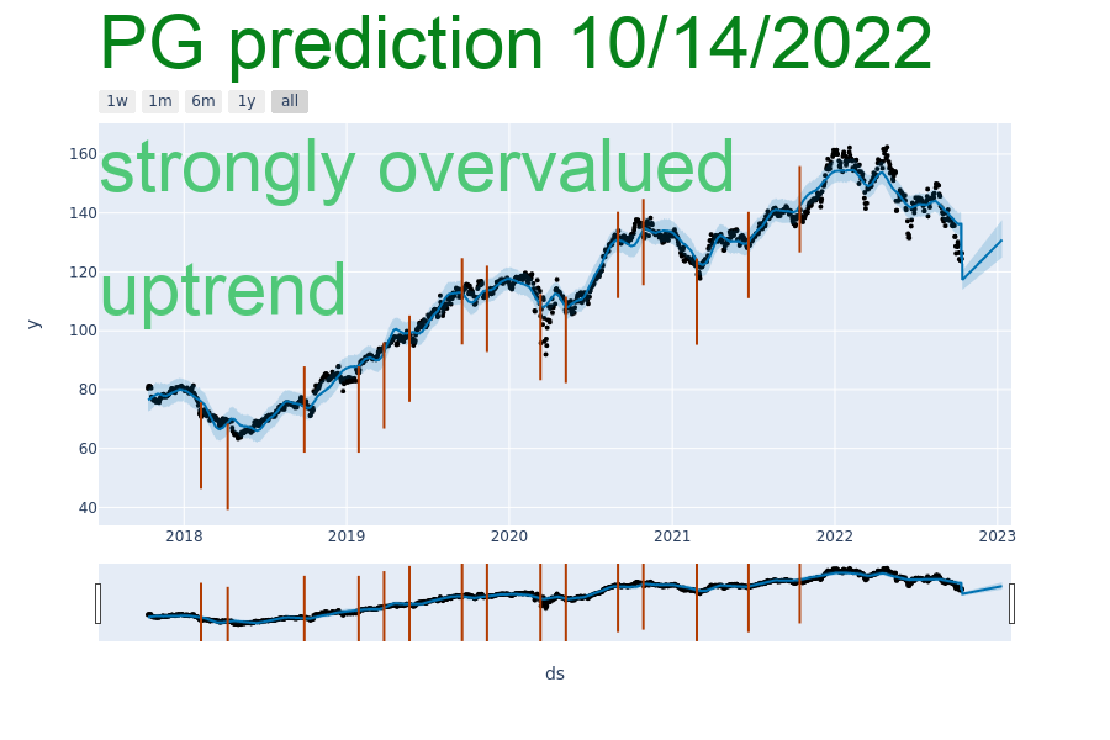 PG prediction 10/14/2022
1w 1m 6m 1y all
strongly overvalued
uptrend
160
140
120
100
80
60
40
y
2018 2019 2020 2021 2022 2023
ds